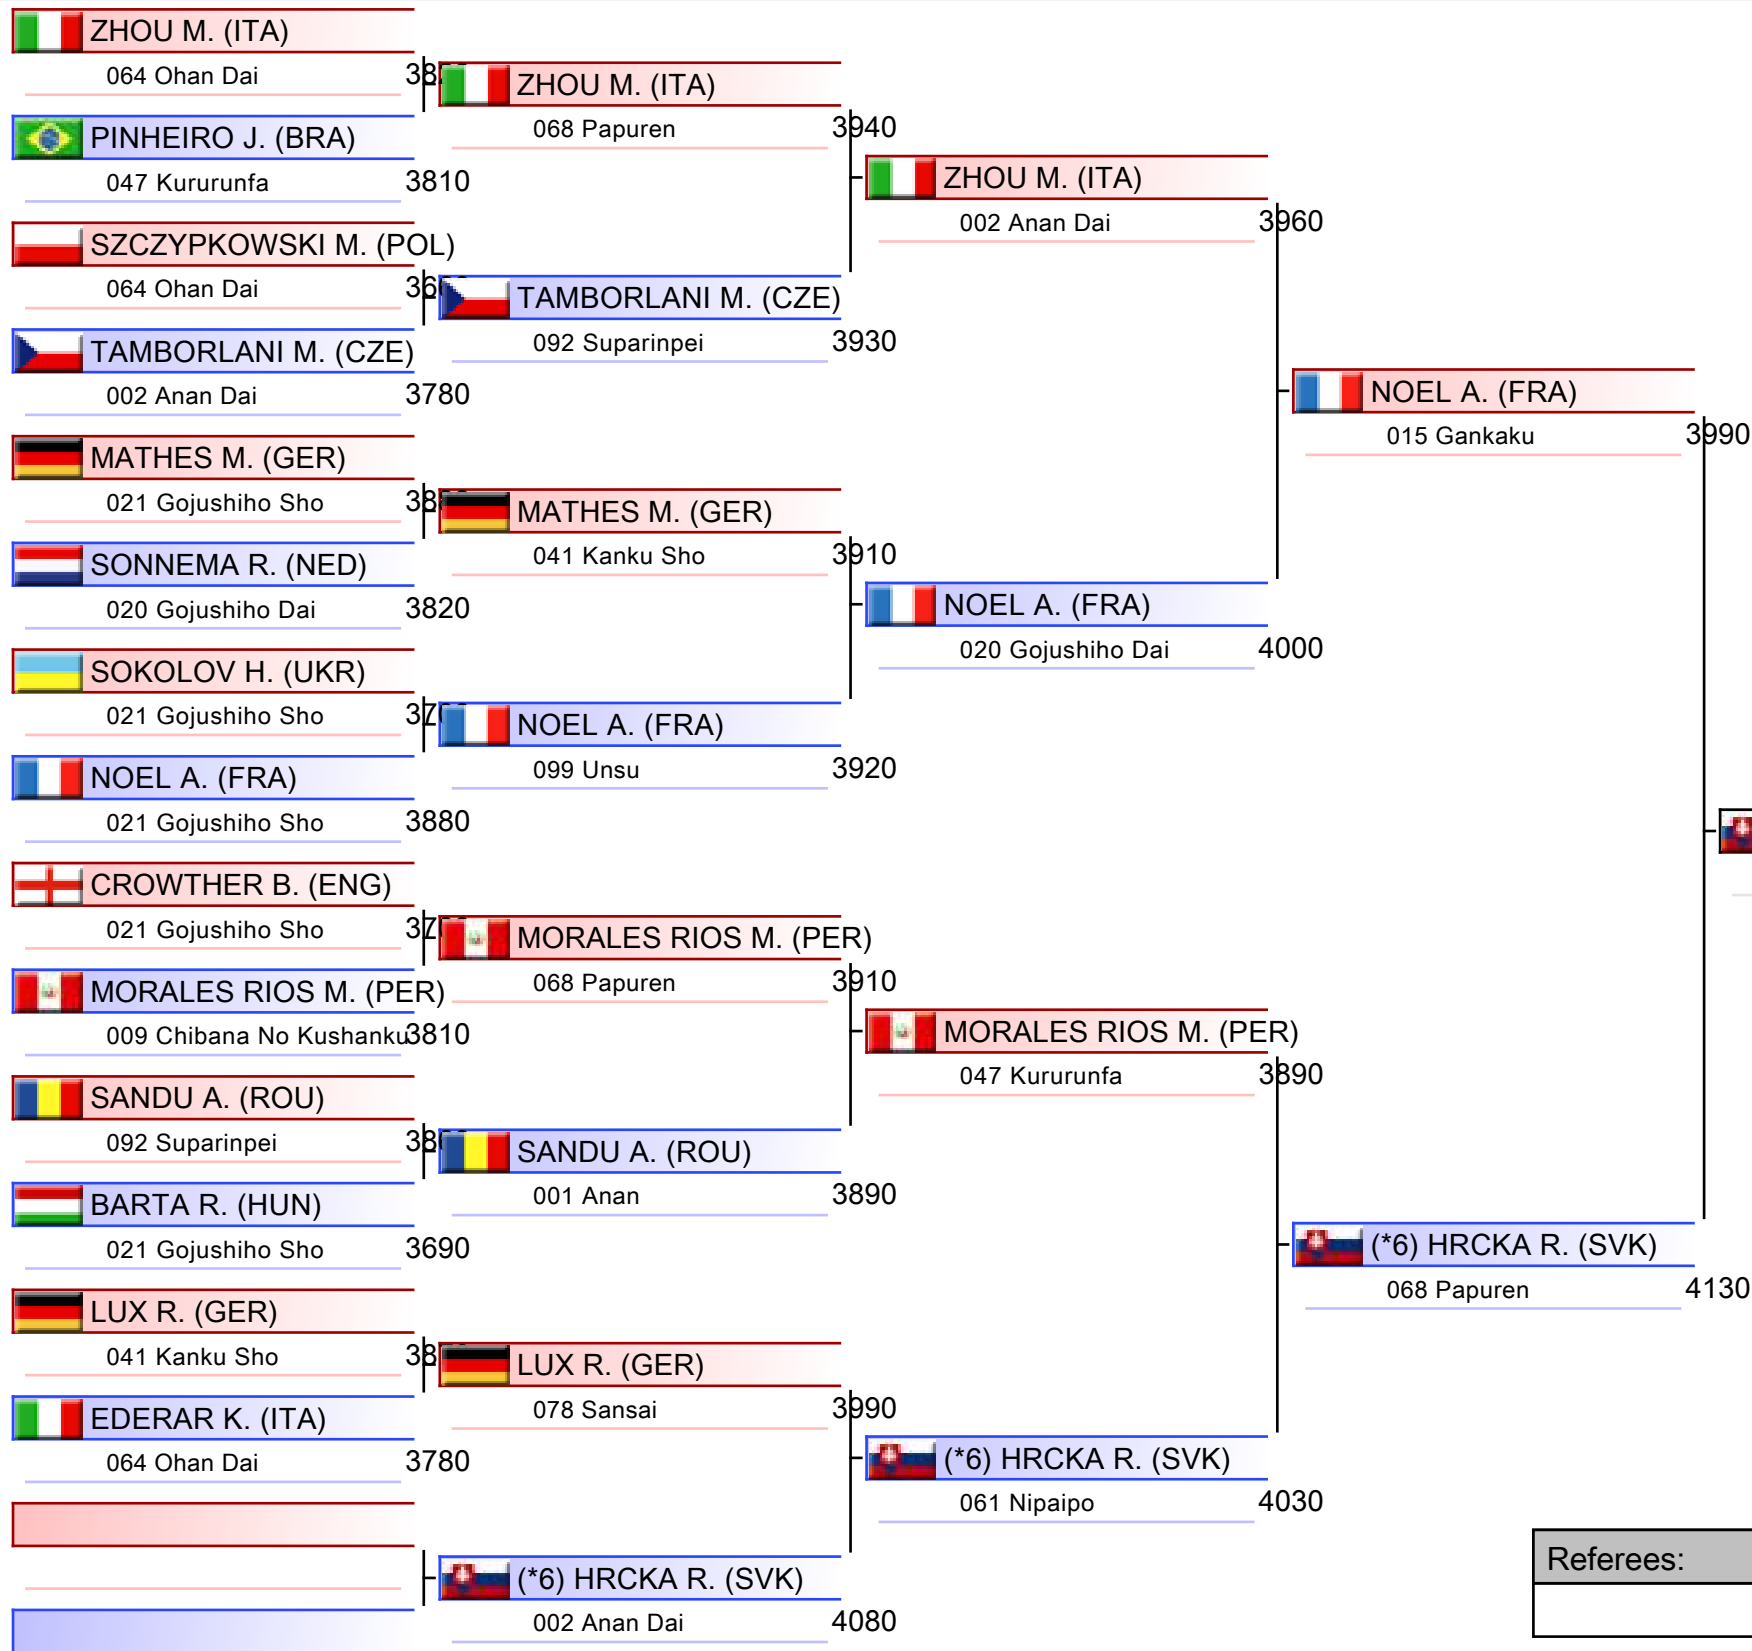 ZHOU M. (ITA)
064 Ohan Dai
PINHEIRO J. (BRA)
047 Kururunfa 3810
SZCZYPKOWSKI M. (POL)
064 Ohan Dai
TAMBORLANI M. (CZE)
002 Anan Dai 3780
MATHES M. (GER)
021 Gojushiho Sho
SONNEMA R. (NED)
020 Gojushiho Dai 3820
SOKOLOV H. (UKR)
021 Gojushiho Sho
NOEL A. (FRA)
021 Gojushiho Sho 3880
CROWTHER B. (ENG)
021 Gojushiho Sho
MORALES RIOS M. (PER)
009 Chibana No Kushanku 3810
SANDU A. (ROU)
092 Suparinpei
BARTA R. (HUN)
021 Gojushiho Sho 3690
LUX R. (GER)
041 Kanku Sho
EDERAR K. (ITA)
064 Ohan Dai 3780
ZHOU M. (ITA)
068 Papuren 3940
TAMBORLANI M. (CZE)
092 Suparinpei 3930
MATHES M. (GER)
041 Kanku Sho 3910
NOEL A. (FRA)
099 Unsu 3920
MORALES RIOS M. (PER)
068 Papuren 3910
SANDU A. (ROU)
001 Anan 3890
LUX R. (GER)
078 Sansai 3990
(*6) HRCKA R. (SVK)
002 Anan Dai 4080
ZHOU M. (ITA)
002 Anan Dai 3960
NOEL A. (FRA)
020 Gojushiho Dai 4000
MORALES RIOS M. (PER)
047 Kururunfa 3890
(*6) HRCKA R. (SVK)
061 Nipaipo 4030
NOEL A. (FRA)
015 Gankaku 3990
(*6) HRCKA R. (SVK)
068 Papuren 4130
Referees: